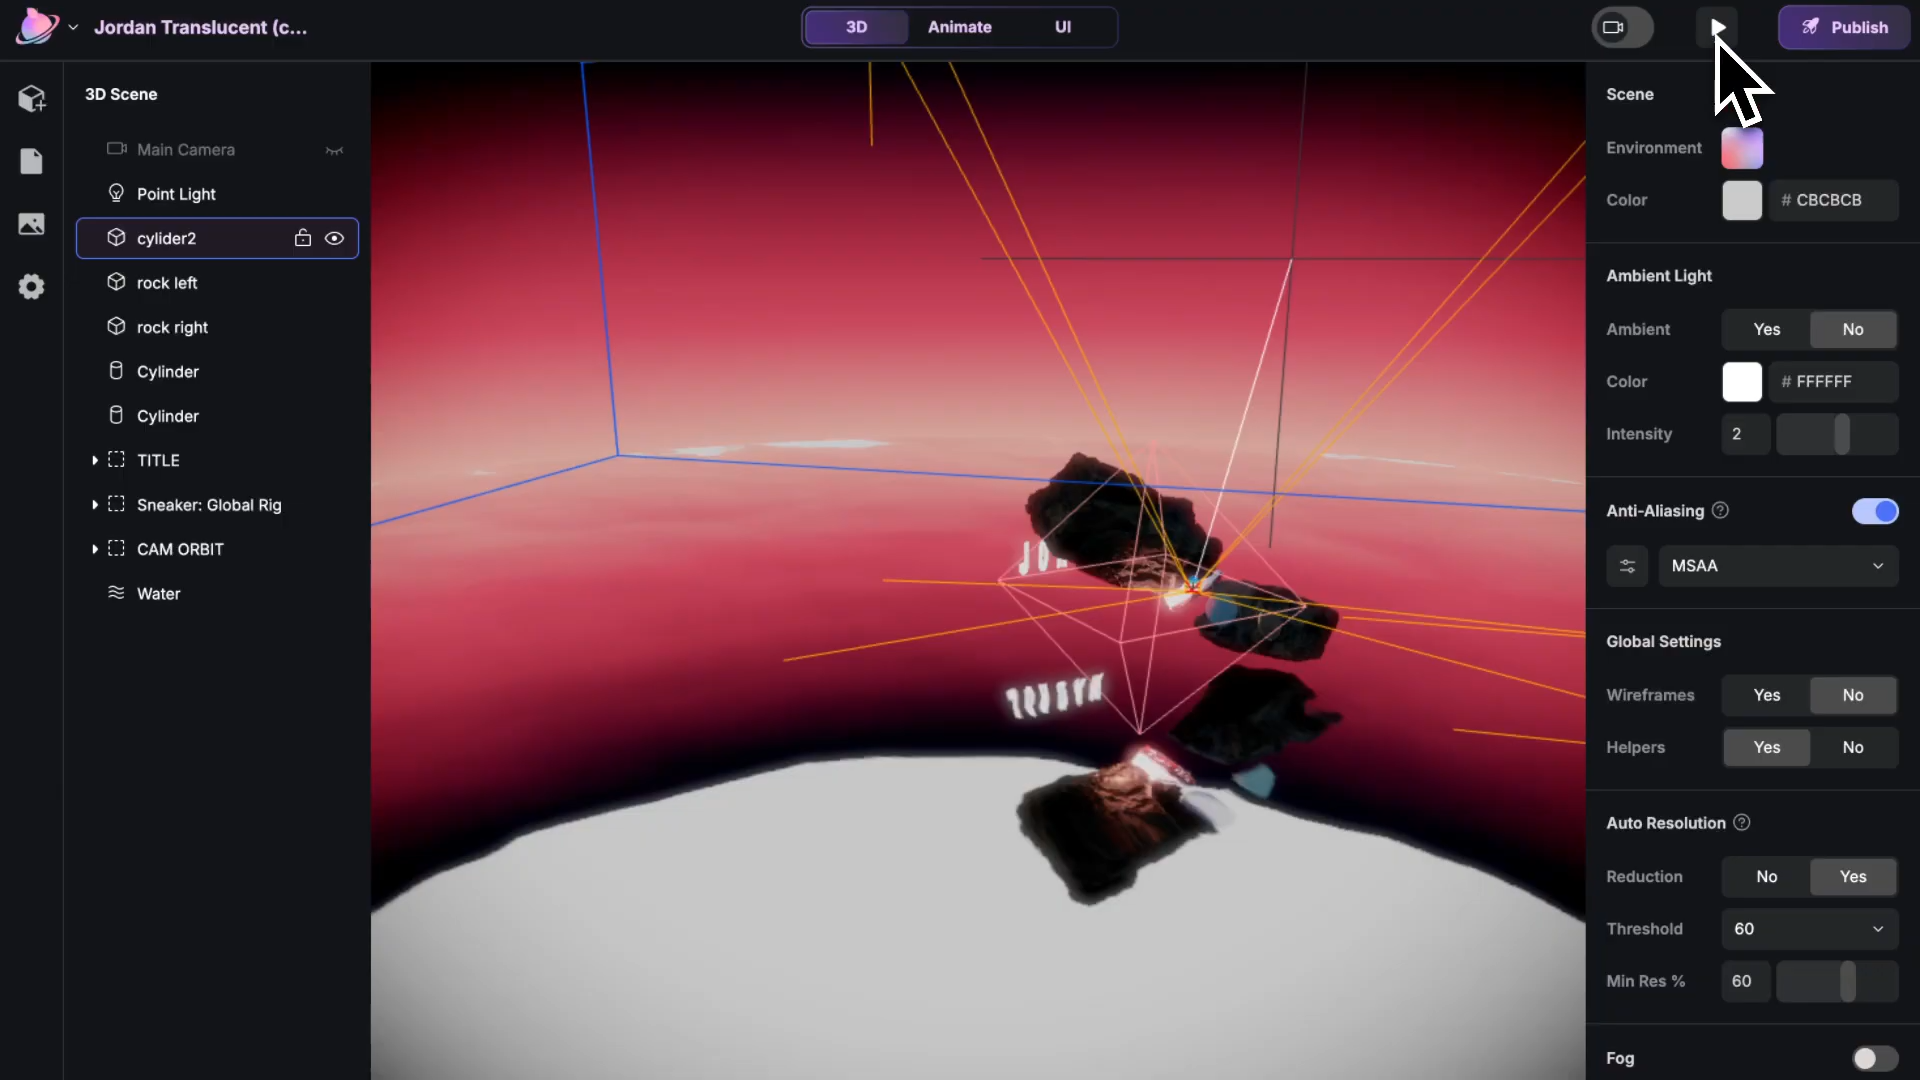 Jordan Translucent (c...
3D
Animate
UI
Publish
3D Scene
Main Camera
Point Light
cylider2
rock left
rock right
Cylinder
Cylinder
TITLE
Sneaker: Global Rig
CAM ORBIT
Water
Scene
Environment
Color
# CBCBCB
Ambient Light
Ambient
Yes
No
Color
# FFFFFF
Intensity
2
Anti-Aliasing
MSAA
Global Settings
Wireframes
Yes
No
Helpers
Yes
No
Auto Resolution
Reduction
No
Yes
Threshold
60
Min Res %
60
Fog